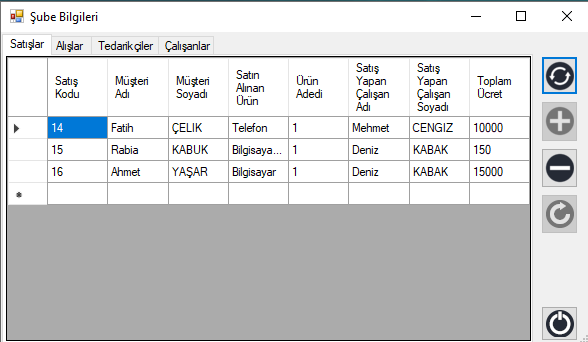 Şube Bilgileri
Satışlar Alışlar Tedarikçiler Çalışanlar
Satış Kodu Müşteri Adı Müşteri Soyadı Satın Alınan Ürün Ürün Adedi Satış Yapan Çalışan Adı Satış Yapan Çalışan Soyadı Toplam Ücret
14 Fatih ÇELIK Telefon 1 Mehmet CENGIZ 10000
15 Rabia KABUK Bilgisaya... 1 Deniz KABAK 150
16 Ahmet YAŞAR Bilgisayar 1 Deniz KABAK 15000